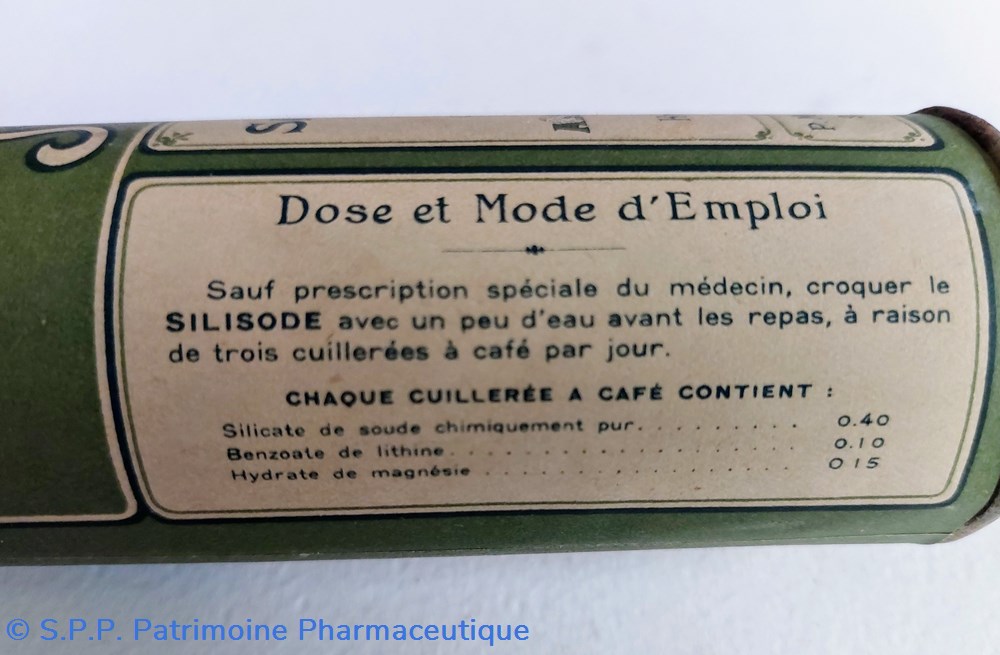 Dose et Mode d'Emploi
Sauf prescription spéciale du médecin, croquer le
SILISODE avec un peu d'eau avant les repas, à raison
de trois cuillerées à café par jour.
CHAQUE CUILLERÉE A CAFÉ CONTIENT :
Silicate de soude chimiquement pur. . . . . . . . . 0.40
Benzoate de lithine. . . . . . . . . . . . . . . . . . 0.10
Hydrate de magnésie . . . . . . . . . . . . . . . . 0 15
© S.P.P. Patrimoine Pharmaceutique